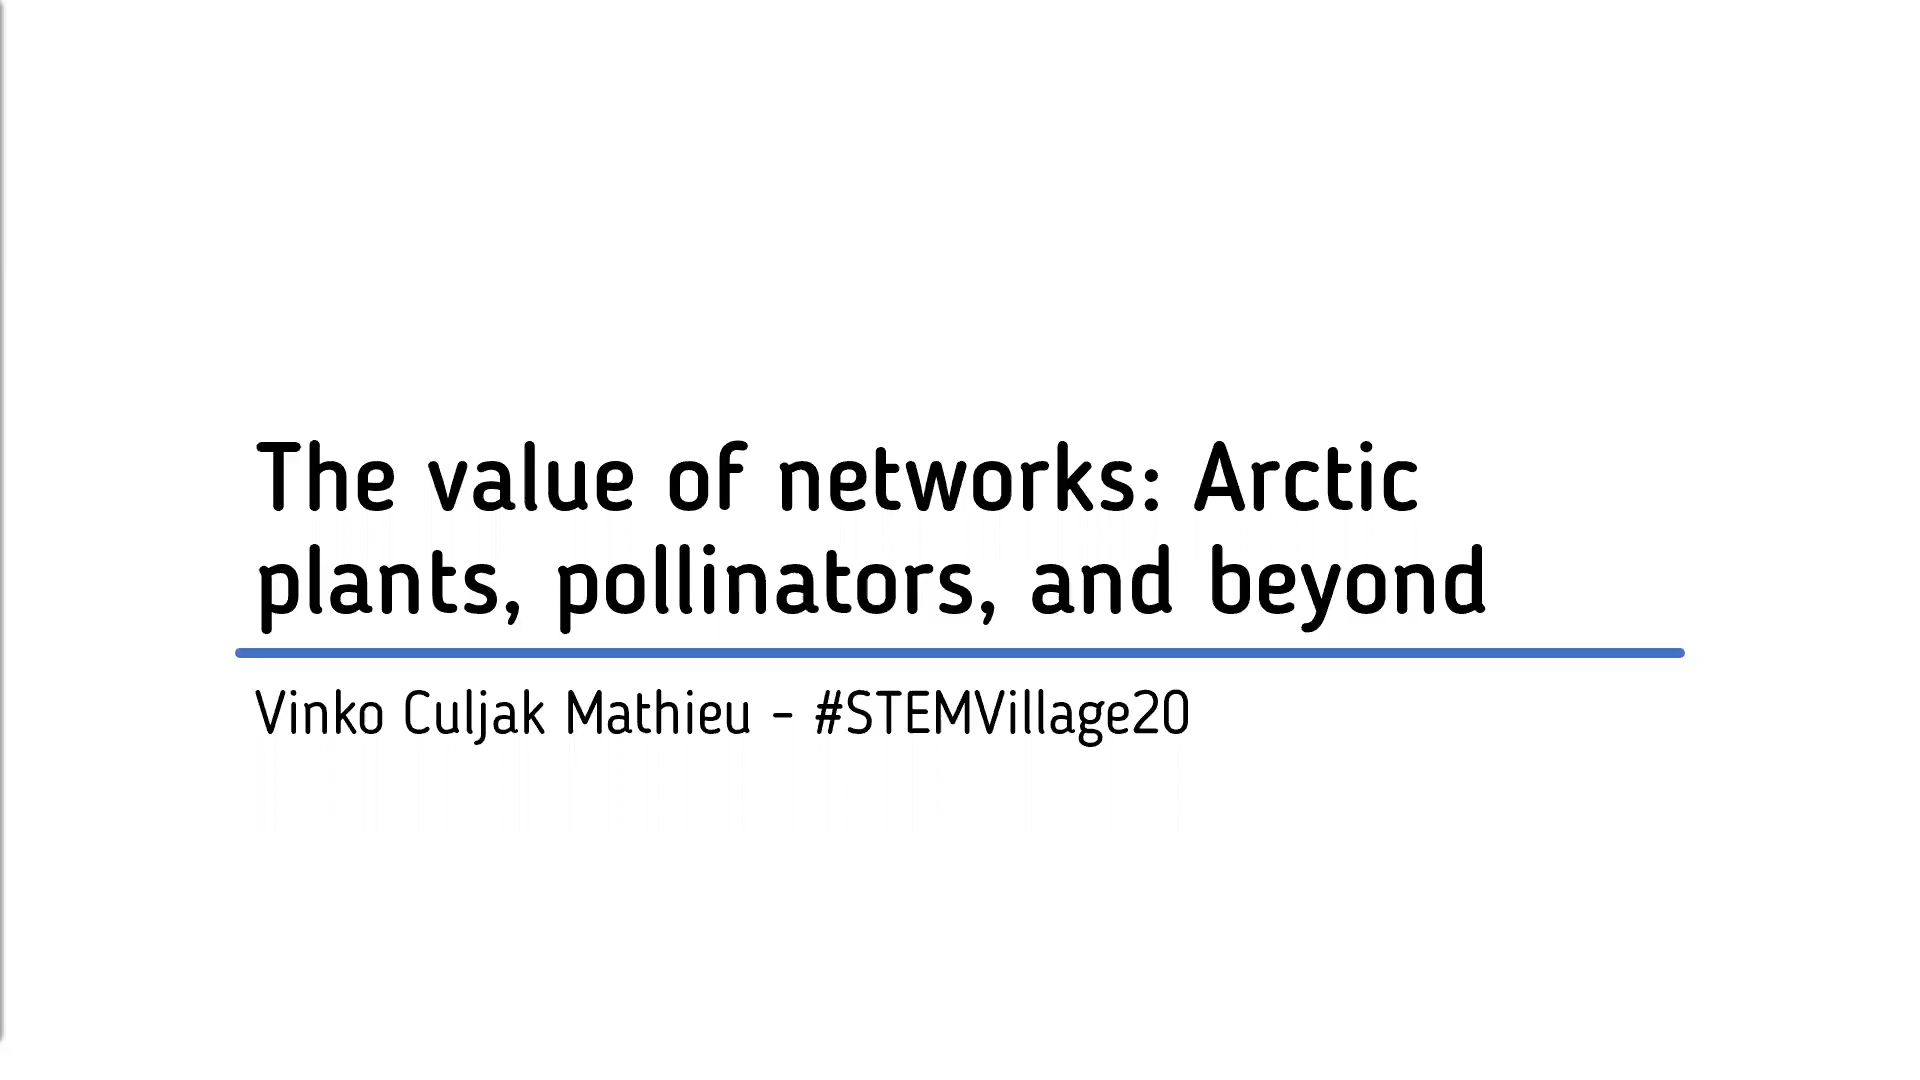 The value of networks: Arctic
plants, pollinators, and beyond
Vinko Culjak Mathieu - #STEMVillage20